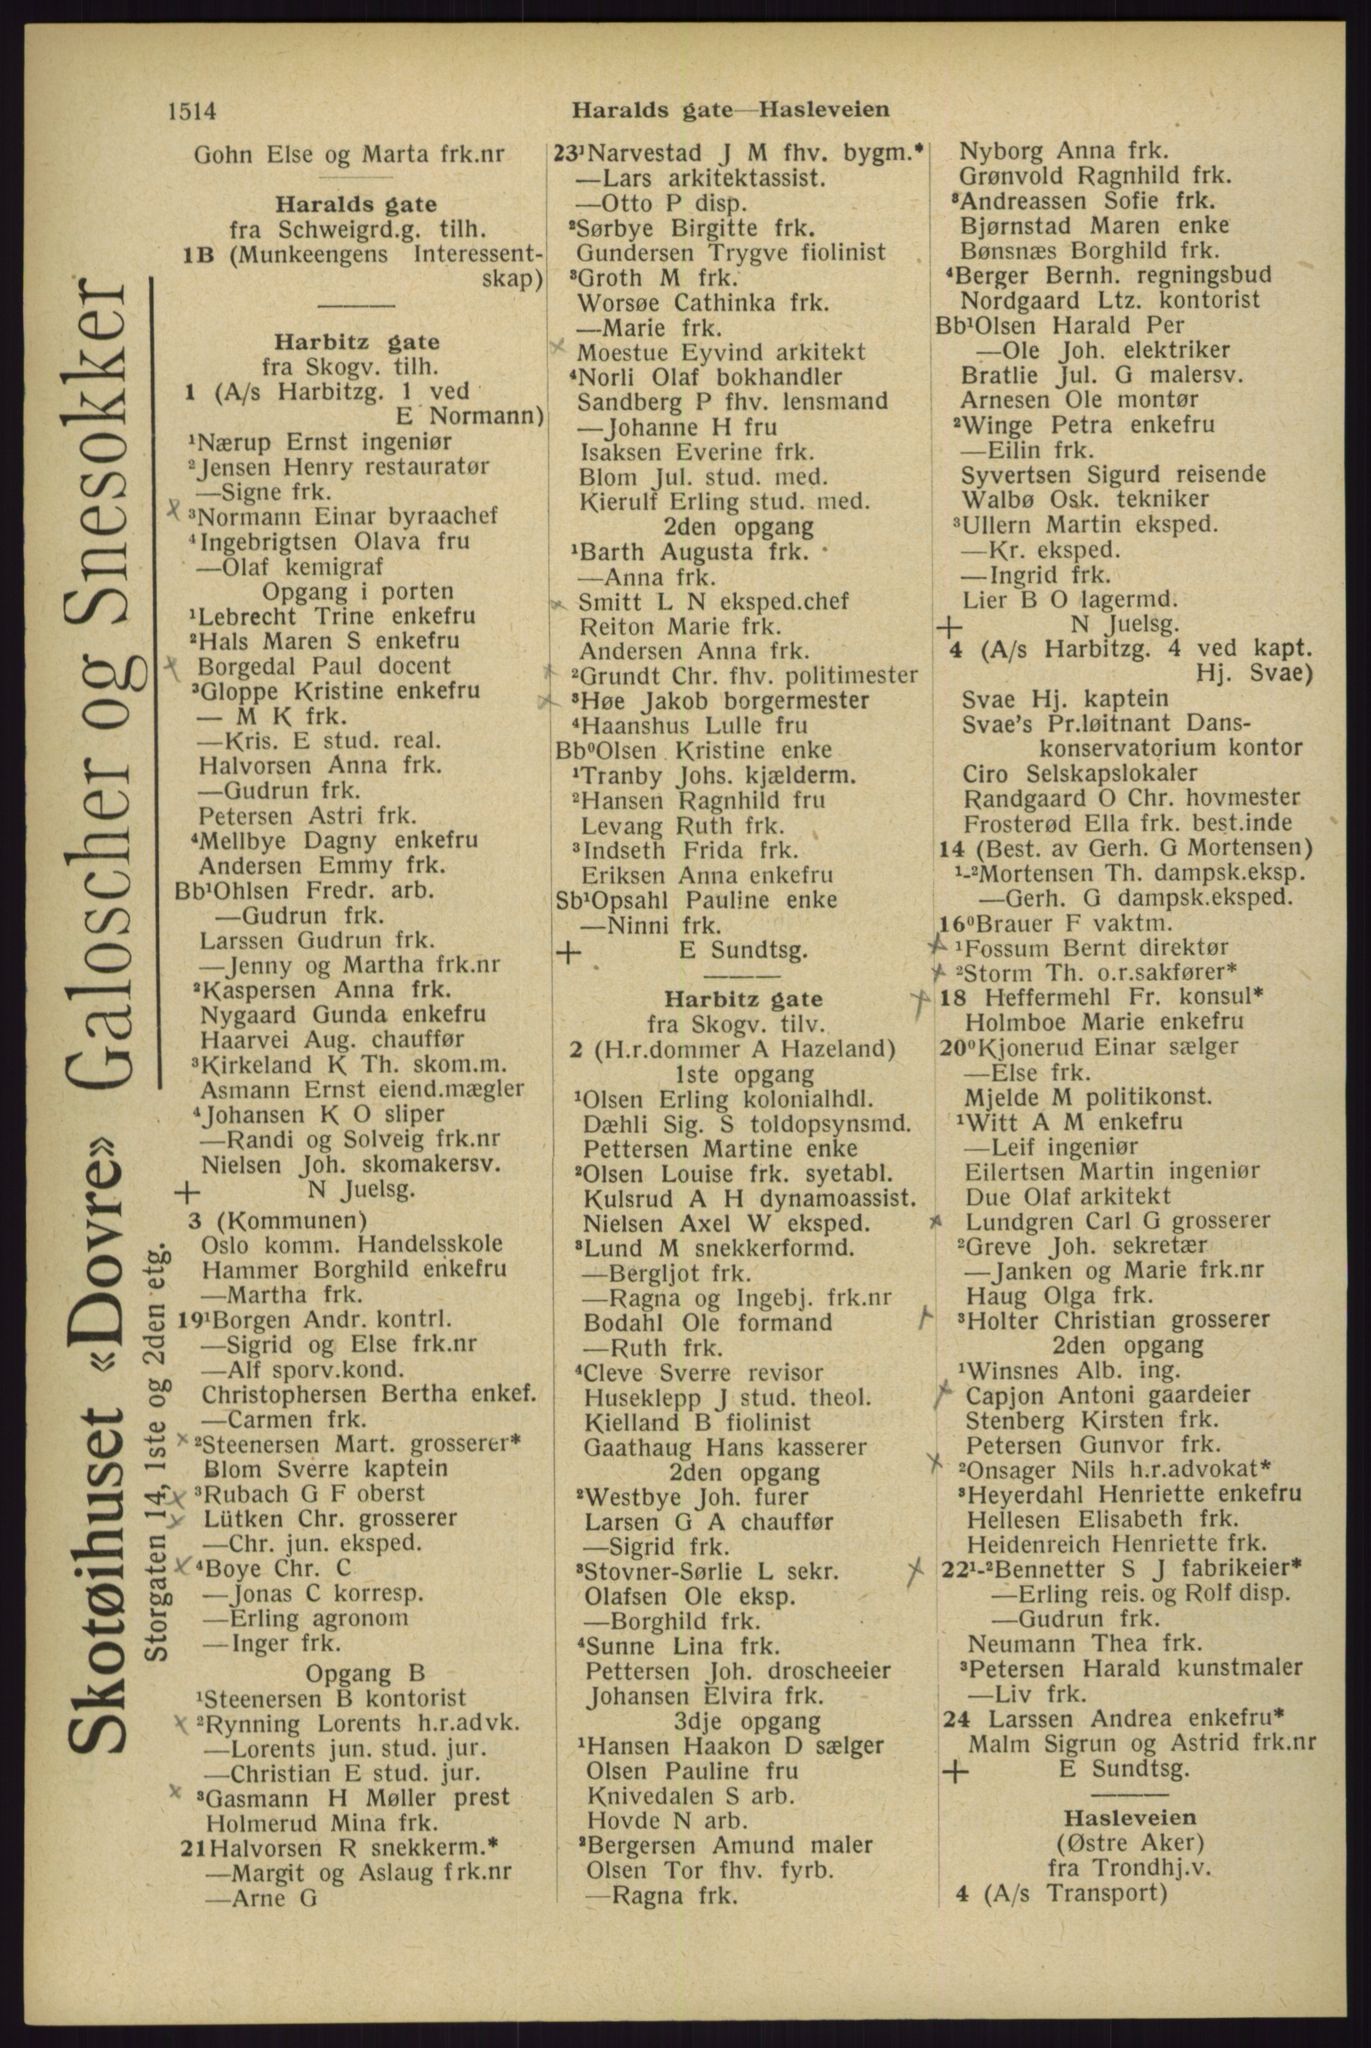 1514
Haralds gate—Hasleveien
Skotøihuset «Dovre» Galoscher og Snesokker
Storgaten 14, 1ste og 2den etg.
Gohn Else og Marta frk.nr
Haralds gate
fra Schweigrd.g. tilh.
1B (Munkeengens Interessent-
skap)
Harbitz gate
fra Skogv. tilh.
1 (A/s Harbitzg. 1 ved
E Normann)
¹Nærup Ernst ingeniør
²Jensen Henry restauratør
—Signe frk.
³Normann Einar byraachef
⁴Ingebrigtsen Olava fru
—Olaf kemigraf
Opgang i porten
¹Lebrecht Trine enkefru
²Hals Maren S enkefru
Borgedal Paul docent
³Gloppe Kristine enkefru
— M K frk.
—Kris. E stud. real.
Halvorsen Anna frk.
—Gudrun frk.
Petersen Astri frk.
⁴Mellbye Dagny enkefru
Andersen Emmy frk.
Bb¹Ohlsen Fredr. arb.
—Gudrun frk.
Larssen Gudrun frk.
—Jenny og Martha frk.nr
²Kaspersen Anna frk.
Nygaard Gunda enkefru
Haarvei Aug. chauffør
³Kirkeland K Th. skom.m.
Asmann Ernst eiend.mægler
⁴Johansen K O sliper
—Randi og Solveig frk.nr
Nielsen Joh. skomakersv.
+ N Juelsg.
3 (Kommunen)
Oslo komm. Handelsskole
Hammer Borghild enkefru
—Martha frk.
19¹Borgen Andr. kontrl.
—Sigrid og Else frk.nr
—Alf sporv.kond.
Christophersen Bertha enkef.
—Carmen frk.
²Steenersen Mart. grosserer*
Blom Sverre kaptein
³Rubach G F oberst
Lütken Chr. grosserer
—Chr. jun. eksped.
⁴Boye Chr. C
—Jonas C korresp.
—Erling agronom
—Inger frk.
Opgang B
¹Steenersen B kontorist
²Rynning Lorents h.r.advk.
—Lorents jun. stud. jur.
—Christian E stud. jur.
³Gasmann H Møller prest
Holmerud Mina frk.
21Halvorsen R snekkerm.*
—Margit og Aslaug frk.nr
—Arne G
23¹Narvestad J M fhv. bygm.*
—Lars arkitektassist.
—Otto P disp.
²Sørbye Birgitte frk.
Gundersen Trygve fiolinist
³Groth M frk.
Worsøe Cathinka frk.
—Marie frk.
Moestue Eyvind arkitekt
⁴Norli Olaf bokhandler
Sandberg P fhv. lensmand
—Johanne H fru
Isaksen Everine frk.
Blom Jul. stud. med.
Kierulf Erling stud. med.
2den opgang
¹Barth Augusta frk.
—Anna frk.
Smitt L N eksped.chef
Reiton Marie frk.
Andersen Anna frk.
²Grundt Chr. fhv. politimester
³Høe Jakob borgermester
⁴Haanshus Lulle fru
Bb⁰Olsen Kristine enke
¹Tranby Johs. kjælderm.
²Hansen Ragnhild fru
Levang Ruth frk.
³Indseth Frida frk.
Eriksen Anna enkefru
Sb¹Opsahl Pauline enke
—Ninni frk.
+ E Sundtsg.
Harbitz gate
fra Skogv. tilv.
2 (H.r.dommer A Hazeland)
1ste opgang
¹Olsen Erling kolonialhdl.
Dæhli Sig. S toldopsynsmd.
Pettersen Martine enke
²Olsen Louise frk. syetabl.
Kulsrud A H dynamoassist.
Nielsen Axel W eksped.
³Lund M snekkerformd.
—Bergljot frk.
—Ragna og Ingebj. frk.nr
Bodahl Ole formand
—Ruth frk.
⁴Cleve Sverre revisor
Huseklepp J stud. theol.
Kielland B fiolinist
Gaathaug Hans kasserer
2den opgang
²Westbye Joh. furer
Larsen G A chauffør
—Sigrid frk.
³Stovner-Sørlie L sekr.
Olafsen Ole eksp.
—Borghild frk.
⁴Sunne Lina frk.
Pettersen Joh. droscheeier
Johansen Elvira frk.
3dje opgang
¹Hansen Haakon D sælger
Olsen Pauline fru
Knivedalen S arb.
Hovde N arb.
²Bergersen Amund maler
Olsen Tor fhv. fyrb.
—Ragna frk.
Nyborg Anna frk.
Grønvold Ragnhild frk.
³Andreassen Sofie frk.
Bjørnstad Maren enke
Bønsnæs Borghild frk.
⁴Berger Bernh. regningsbud
Nordgaard Ltz. kontorist
Bb¹Olsen Harald Per
—Ole Joh. elektriker
Bratlie Jul. G malersv.
Arnesen Ole montør
²Winge Petra enkefru
—Eilin frk.
Syvertsen Sigurd reisende
Walbø Osk. tekniker
³Ullern Martin eksped.
—Kr. eksped.
—Ingrid frk.
Lier B O lagermd.
+ N Juelsg.
4 (A/s Harbitzg. 4 ved kapt.
Hj. Svae)
Svae Hj. kaptein
Svae's Pr.løitnant Dans-
konservatorium kontor
Ciro Selskapslokaler
Randgaard O Chr. hovmester
Frosterød Ella frk. best.inde
14 (Best. av Gerh. G Mortensen)
¹-²Mortensen Th. dampsk.eksp.
—Gerh. G dampsk.eksped.
16⁰Brauer F vaktm.
¹Fossum Bernt direktør
²Storm Th. o.r.sakfører*
18 Heffermehl Fr. konsul*
Holmboe Marie enkefru
20⁰Kjonerud Einar sælger
—Else frk.
Mjelde M politikonst.
¹Witt A M enkefru
—Leif ingeniør
Eilertsen Martin ingeniør
Due Olaf arkitekt
Lundgren Carl G grosserer
²Greve Joh. sekretær
—Janken og Marie frk.nr
Haug Olga frk.
³Holter Christian grosserer
2den opgang
¹Winsnes Alb. ing.
Capjon Antoni gaardeier
Stenberg Kirsten frk.
Petersen Gunvor frk.
²Onsager Nils h.r.advokat*
³Heyerdahl Henriette enkefru
Hellesen Elisabeth frk.
Heidenreich Henriette frk.
22¹-²Bennetter S J fabrikeier*
—Erling reis. og Rolf disp.
—Gudrun frk.
Neumann Thea frk.
³Petersen Harald kunstmaler
—Liv frk.
24 Larssen Andrea enkefru*
Malm Sigrun og Astrid frk.nr
+ E Sundtsg.
Hasleveien
(Østre Aker)
fra Trondhj.v.
4 (A/s Transport)